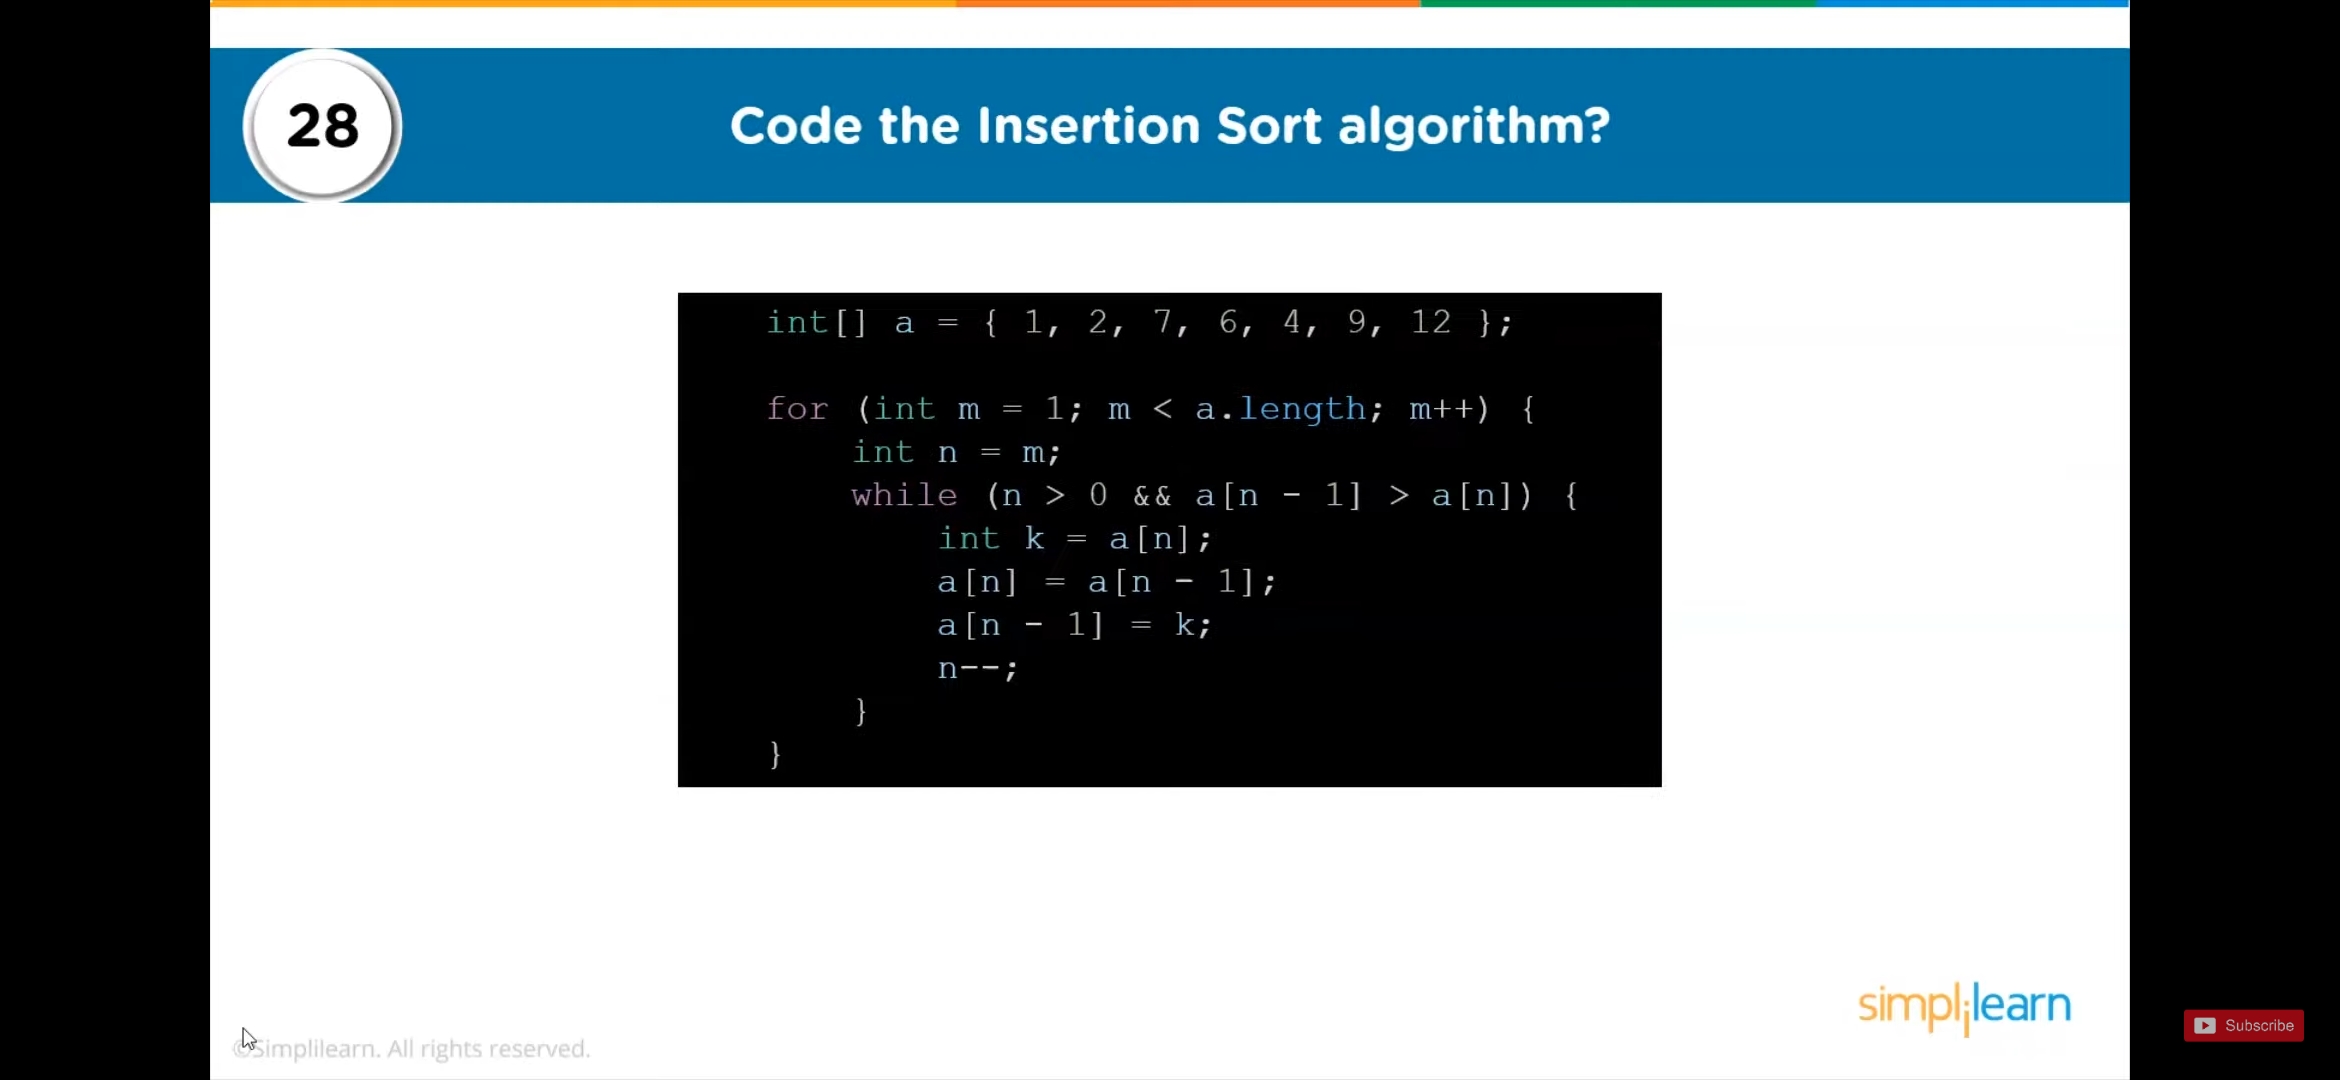 28
Code the Insertion Sort algorithm?
int[] a = { 1, 2, 7, 6, 4, 9, 12 };
for (int m = 1; m < a.length; m++) {
int n = m;
while (n > 0 && a[n - 1] > a[n]) {
int k = a[n];
a[n] = a[n - 1];
a[n - 1] = k;
n--;
}
}
simplilearn
©Simplilearn. All rights reserved.
Subscribe